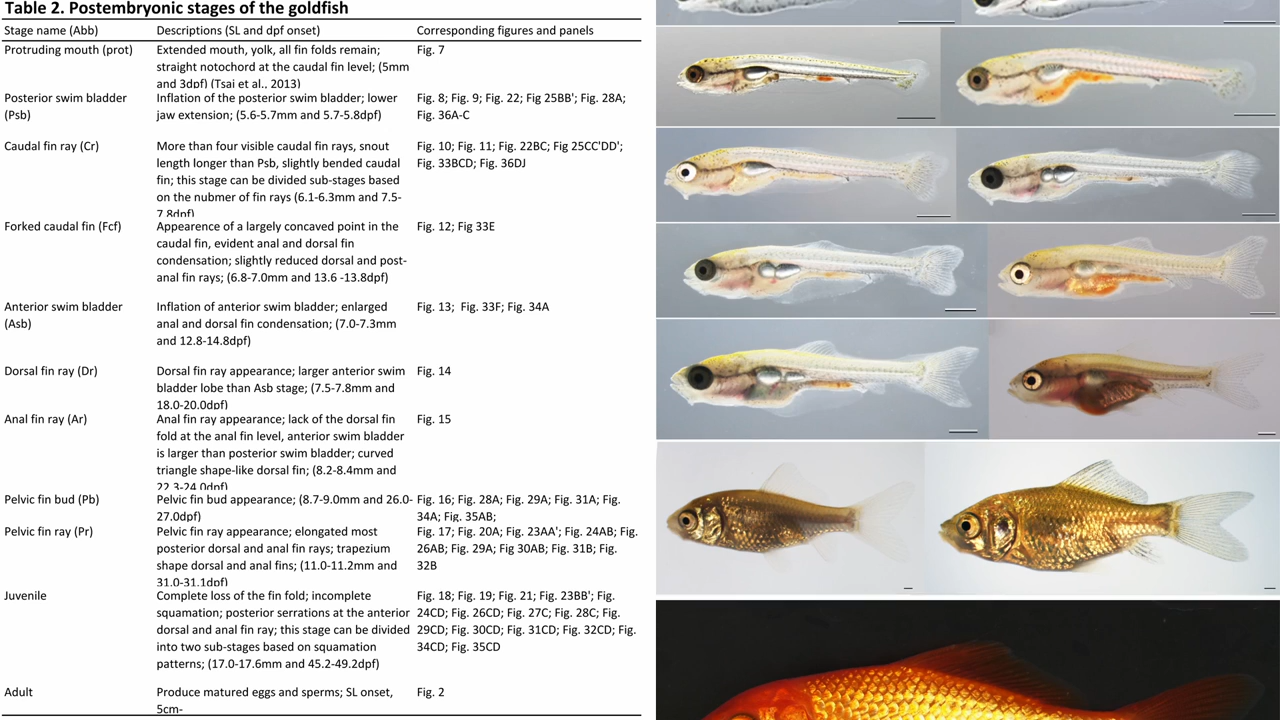 Table 2. Postembryonic stages of the goldfish
Stage name (Abb) Descriptions (SL and dpf onset) Corresponding figures and panels
Protruding mouth (prot) Extended mouth, yolk, all fin folds remain; Fig. 7
straight notochord at the caudal fin level; (5mm
and 3dpf) (Tsai et al., 2013)
Posterior swim bladder Inflation of the posterior swim bladder; lower Fig. 8; Fig. 9; Fig. 22; Fig 25BB'; Fig. 28A;
(Psb) jaw extension; (5.6-5.7mm and 5.7-5.8dpf) Fig. 36A-C
Caudal fin ray (Cr) More than four visible caudal fin rays, snout Fig. 10; Fig. 11; Fig. 22BC; Fig 25CC'DD';
length longer than Psb, slightly bended caudal Fig. 33BCD; Fig. 36DJ
fin; this stage can be divided sub-stages based
on the nubmer of fin rays (6.1-6.3mm and 7.5-
7.8dpf)
Forked caudal fin (Fcf) Appearence of a largely concaved point in the Fig. 12; Fig 33E
caudal fin, evident anal and dorsal fin
condensation; slightly reduced dorsal and post-
anal fin rays; (6.8-7.0mm and 13.6 -13.8dpf)
Anterior swim bladder Inflation of anterior swim bladder; enlarged Fig. 13; Fig. 33F; Fig. 34A
(Asb) anal and dorsal fin condensation; (7.0-7.3mm
and 12.8-14.8dpf)
Dorsal fin ray (Dr) Dorsal fin ray appearance; larger anterior swim Fig. 14
bladder lobe than Asb stage; (7.5-7.8mm and
18.0-20.0dpf)
Anal fin ray (Ar) Anal fin ray appearance; lack of the dorsal fin Fig. 15
fold at the anal fin level, anterior swim bladder
is larger than posterior swim bladder; curved
triangle shape-like dorsal fin; (8.2-8.4mm and
22.3-24.0dpf)
Pelvic fin bud (Pb) Pelvic fin bud appearance; (8.7-9.0mm and 26.0- Fig. 16; Fig. 28A; Fig. 29A; Fig. 31A; Fig.
27.0dpf) 34A; Fig. 35AB;
Pelvic fin ray (Pr) Pelvic fin ray appearance; elongated most Fig. 17; Fig. 20A; Fig. 23AA'; Fig. 24AB; Fig.
posterior dorsal and anal fin rays; trapezium 26AB; Fig. 29A; Fig 30AB; Fig. 31B; Fig.
shape dorsal and anal fins; (11.0-11.2mm and 32B
31.0-31.1dpf)
Juvenile Complete loss of the fin fold; incomplete Fig. 18; Fig. 19; Fig. 21; Fig. 23BB'; Fig.
squamation; posterior serrations at the anterior 24CD; Fig. 26CD; Fig. 27C; Fig. 28C; Fig.
dorsal and anal fin ray; this stage can be divided 29CD; Fig. 30CD; Fig. 31CD; Fig. 32CD; Fig.
into two sub-stages based on squamation 34CD; Fig. 35CD
patterns; (17.0-17.6mm and 45.2-49.2dpf)
Adult Produce matured eggs and sperms; SL onset, Fig. 2
5cm-